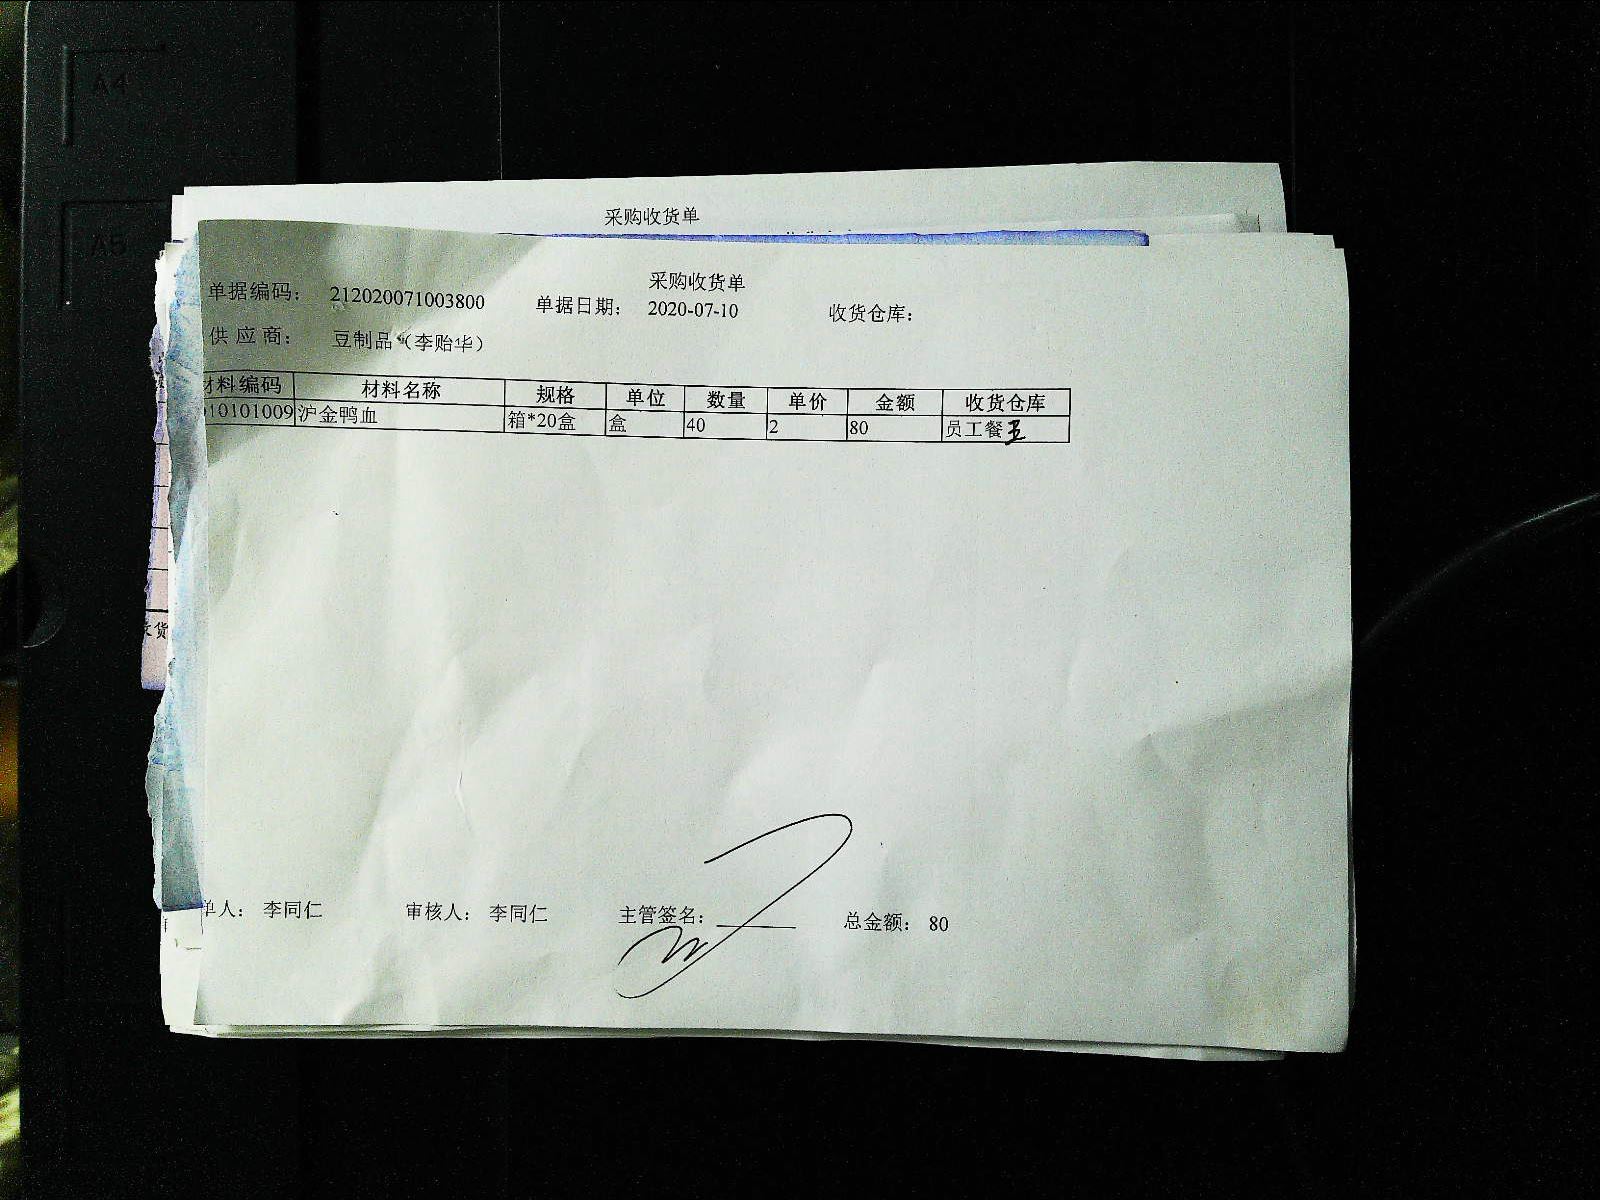 A4
A5
采购收货单
采购收货单
单据编码： 212020071003800 单据日期： 2020-07-10 收货仓库：
供 应 商： 豆制品（李贻华）
材料编码 材料名称 规格 单位 数量 单价 金额 收货仓库
010101009 沪金鸭血 箱*20盒 盒 40 2 80 员工餐
收货
单人： 李同仁 审核人： 李同仁 主管签名： 总金额： 80